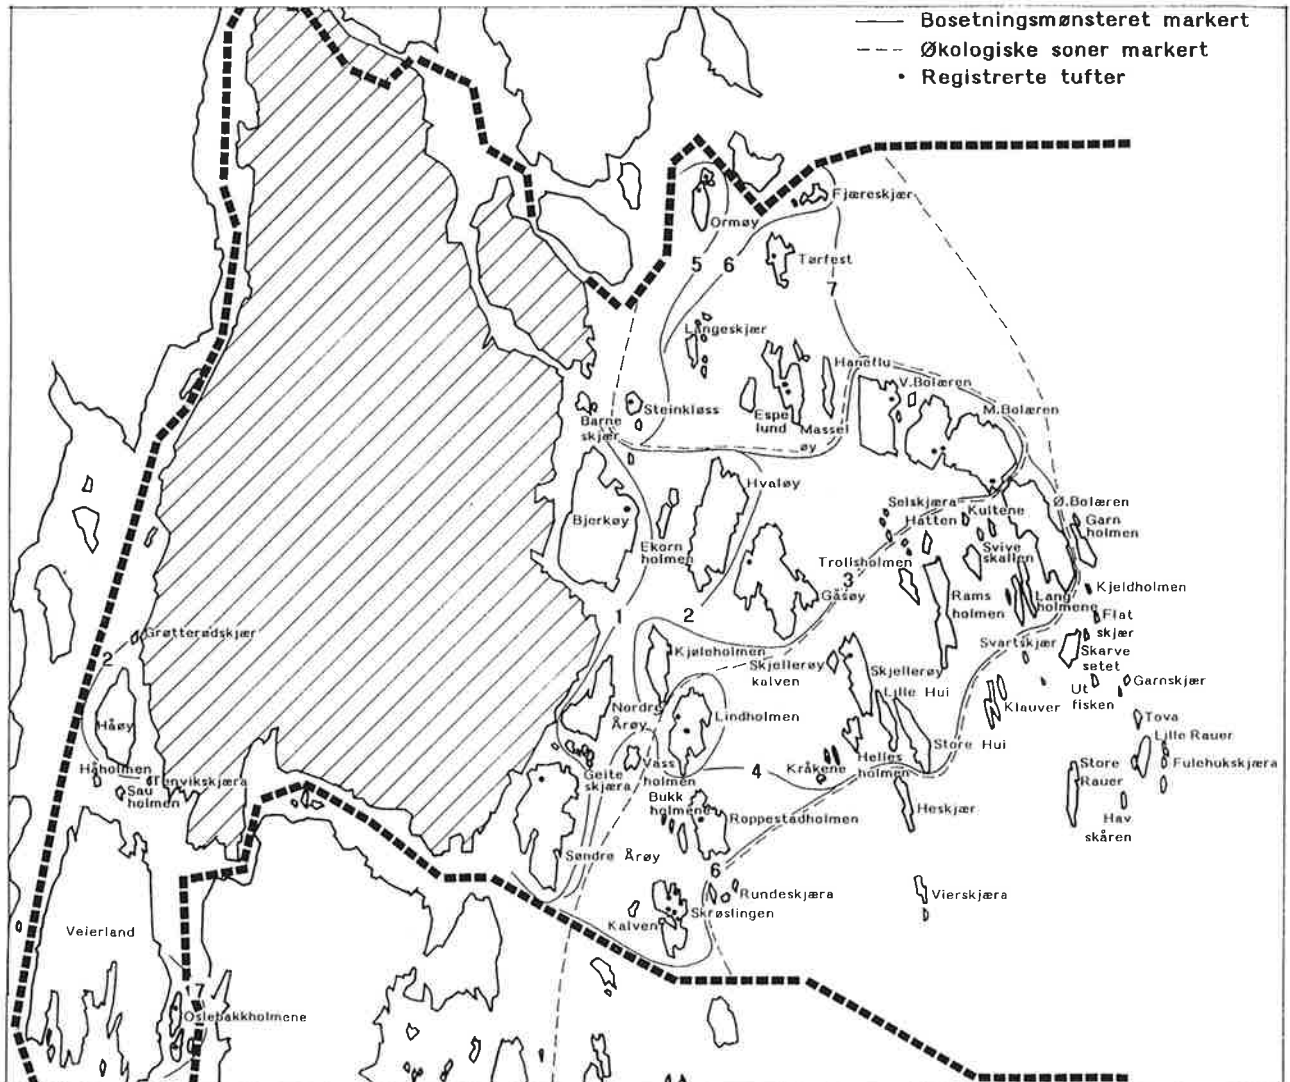 Bosetningsmønsteret markert
Økologiske soner markert
Registrerte tufter
Fjæreskjær
Ormøy
5
6
Tørfest
7
Langeskjær
Haneflu
V.Bolæren
Steinkløss
Espe
lund
Massel
øy
M.Bolæren
Barne
skjær
Hvaløy
Bjerkøy
Ekorn
holmen
Selskjæra
Hatten
Kultene
Ø.Bolæren
Garn
holmen
Svive
skallen
Trollsholmen
3
Gåsøy
Rams
holmen
Lang
holmene
Kjeldholmen
Flat
skjær
1
2
Grøtterødskjær
2
Kjøleholmen
Skjellerøy
kalven
Skjellerøy
Svartskjær
Skarve
setet
Lille Hui
Ut
fisken
Garnskjær
Klauver
Håøy
Nordre
Årøy
Lindholmen
Store Hui
Tova
Lille Rauer
Håholmen
Tenvikskjæra
Sau
holmen
Geite
skjæra
Vass
holmen
4
Kråkene
Helles
holmen
Store
Rauer
Fulehukskjæra
Bukk
holmene
Roppestadholmen
Heskjær
Hav
skåren
Søndre Årøy
6
Rundeskjæra
Vierskjæra
Kalven
Skrøslingen
Veierland
7
Oslebakkholmene